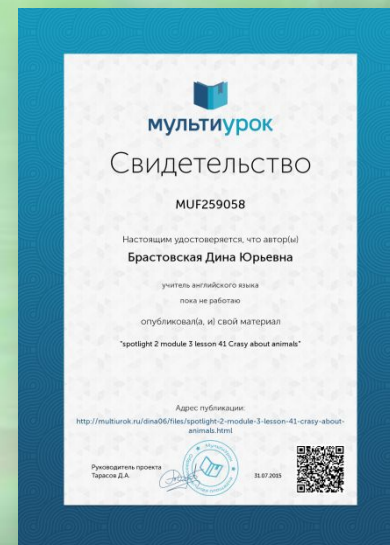 мультиурок
Свидетельство
MUF259058
Настоящим удостоверяется, что автор(ы)
Брастовская Дина Юрьевна
учитель английского языка
пока не работаю
опубликовал(а, и) свой материал
"spotlight 2 module 3 lesson 41 Crasy about animals"
Адрес публикации:
http://multiurok.ru/dina06/files/spotlight-2-module-3-lesson-41-crasy-about-
animals.html
Руководитель проекта
Тарасов Д.А.
31.07.2015